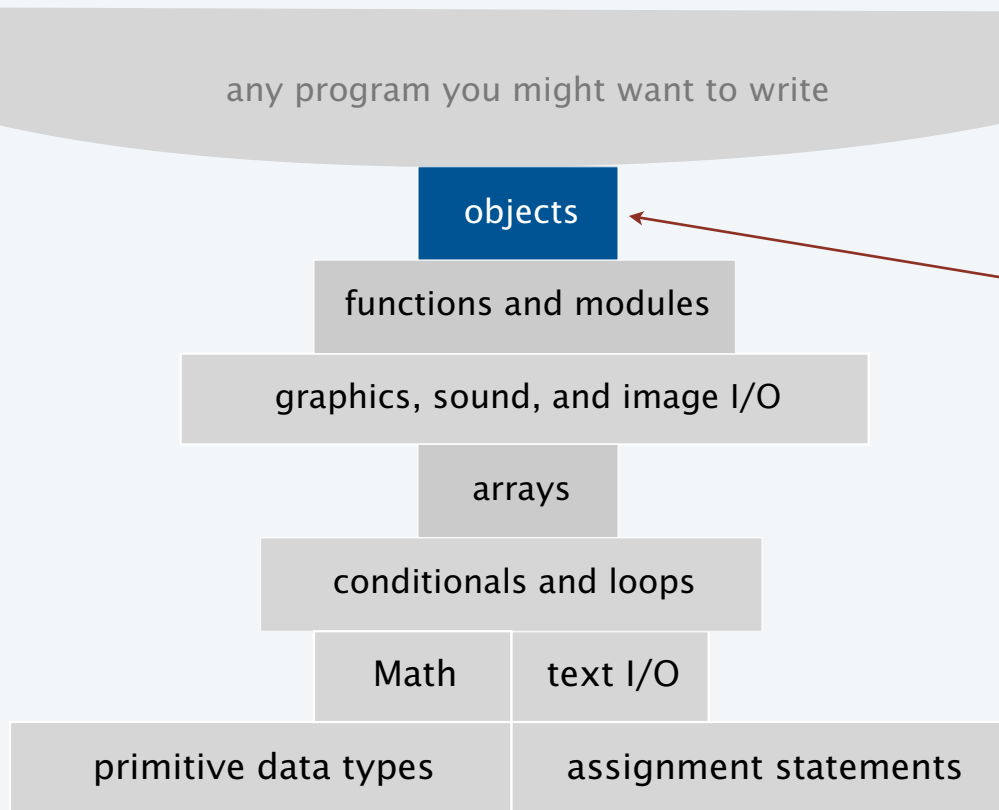 any program you might want to write
objects
functions and modules
graphics, sound, and image I/O
arrays
conditionals and loops
Math text I/O
primitive data types assignment statements